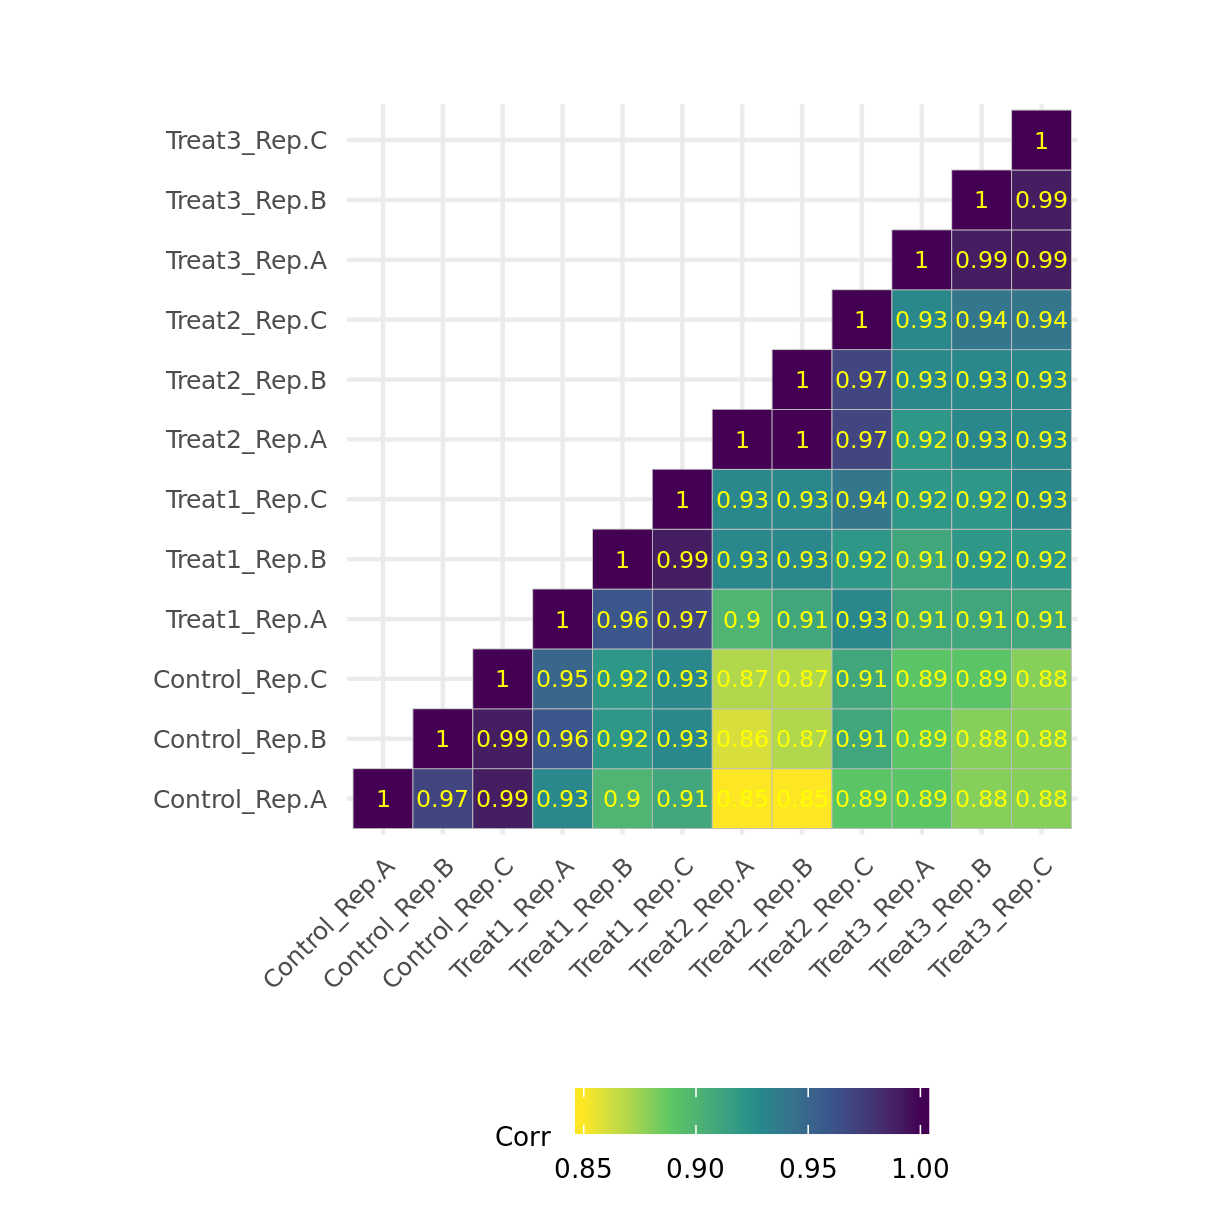 Treat3_Rep.C 1
Treat3_Rep.B 1 0.99
Treat3_Rep.A 1 0.99 0.99
Treat2_Rep.C 1 0.93 0.94 0.94
Treat2_Rep.B 1 0.97 0.93 0.93 0.93
Treat2_Rep.A 1 1 0.97 0.92 0.93 0.93
Treat1_Rep.C 1 0.93 0.93 0.94 0.92 0.92 0.93
Treat1_Rep.B 1 0.99 0.93 0.93 0.92 0.91 0.92 0.92
Treat1_Rep.A 1 0.96 0.97 0.9 0.91 0.93 0.91 0.91 0.91
Control_Rep.C 1 0.95 0.92 0.93 0.87 0.87 0.91 0.89 0.89 0.88
Control_Rep.B 1 0.99 0.96 0.92 0.93 0.86 0.87 0.91 0.89 0.88 0.88
Control_Rep.A 1 0.97 0.99 0.93 0.9 0.91 0.85 0.85 0.89 0.89 0.88 0.88
Control_Rep.A Control_Rep.B Control_Rep.C Treat1_Rep.A Treat1_Rep.B Treat1_Rep.C Treat2_Rep.A Treat2_Rep.B Treat2_Rep.C Treat3_Rep.A Treat3_Rep.B Treat3_Rep.C
Corr
0.85 0.90 0.95 1.00